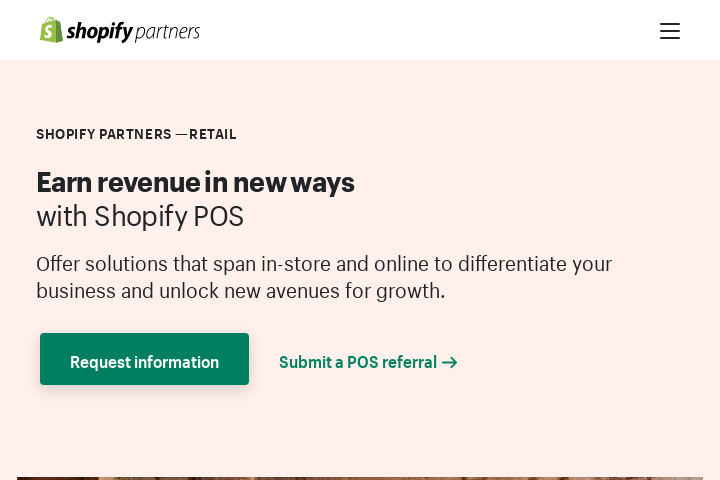 shopify partners
SHOPIFY PARTNERS —RETAIL
Earn revenue in new ways
with Shopify POS
Offer solutions that span in-store and online to differentiate your
business and unlock new avenues for growth.
Request information
Submit a POS referral →